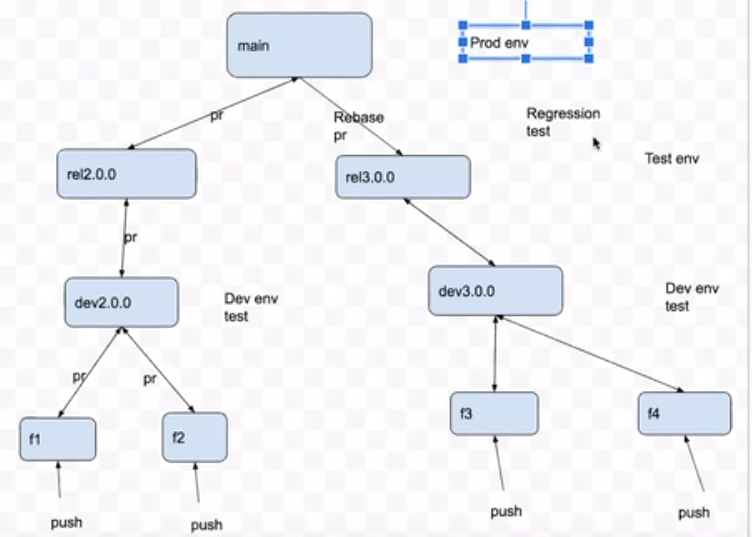 main
Prod env
pr
Rebase
pr
Regression
test
Test env
rel2.0.0
rel3.0.0
pr
dev2.0.0
Dev env
test
dev3.0.0
Dev env
test
pr
pr
f1
f2
f3
f4
push
push
push
push